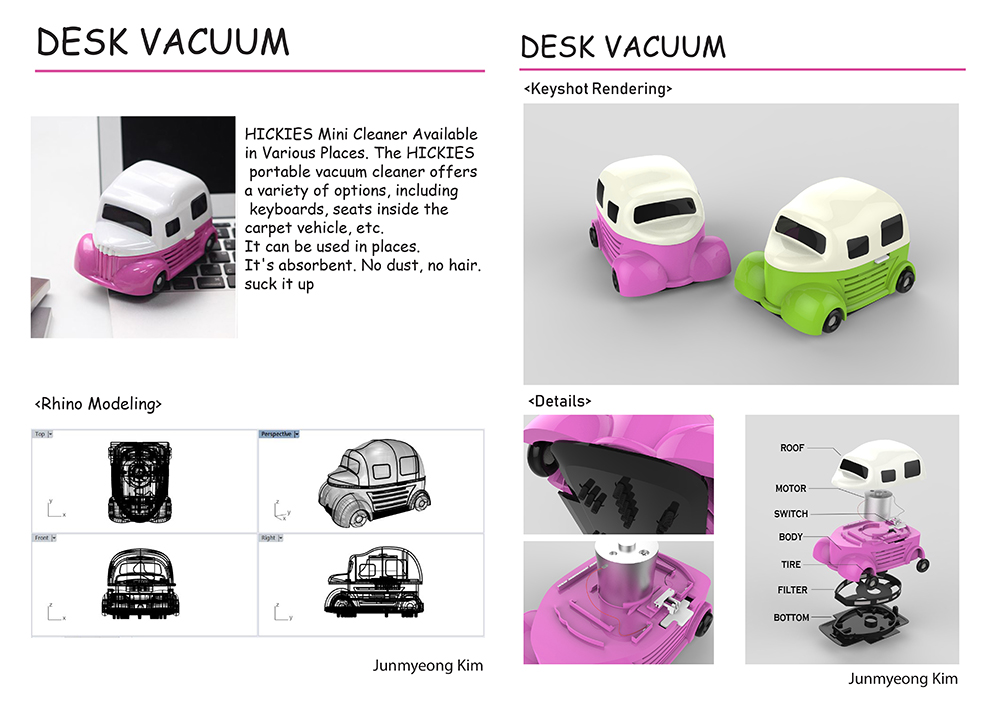 DESK VACUUM
HICKIES Mini Cleaner Available
in Various Places. The HICKIES
portable vacuum cleaner offers
a variety of options, including
keyboards, seats inside the
carpet vehicle, etc.
It can be used in places.
It's absorbent. No dust, no hair.
suck it up
<Rhino Modeling>
Top
Perspective
y
x
z
y
x
Front
Right
z
x
z
y
Junmyeong Kim
DESK VACUUM
<Keyshot Rendering>
<Details>
ROOF
MOTOR
SWITCH
BODY
TIRE
FILTER
BOTTOM
Junmyeong Kim